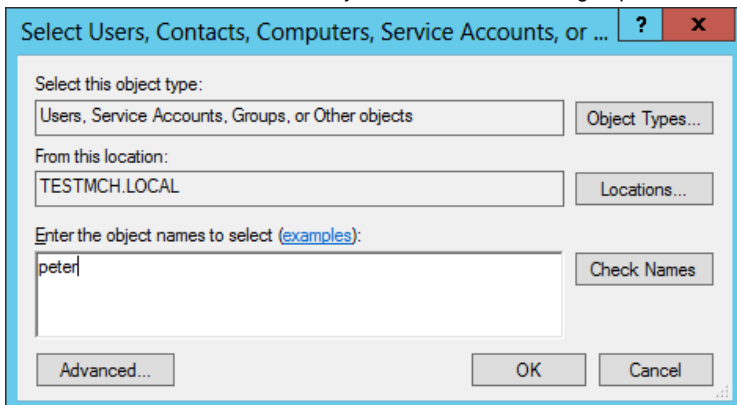 Select Users, Contacts, Computers, Service Accounts, or ... ? x
Select this object type:
Users, Service Accounts, Groups, or Other objects Object Types...
From this location:
TESTMCH.LOCAL Locations...
Enter the object names to select (examples):
peter Check Names
Advanced... OK Cancel